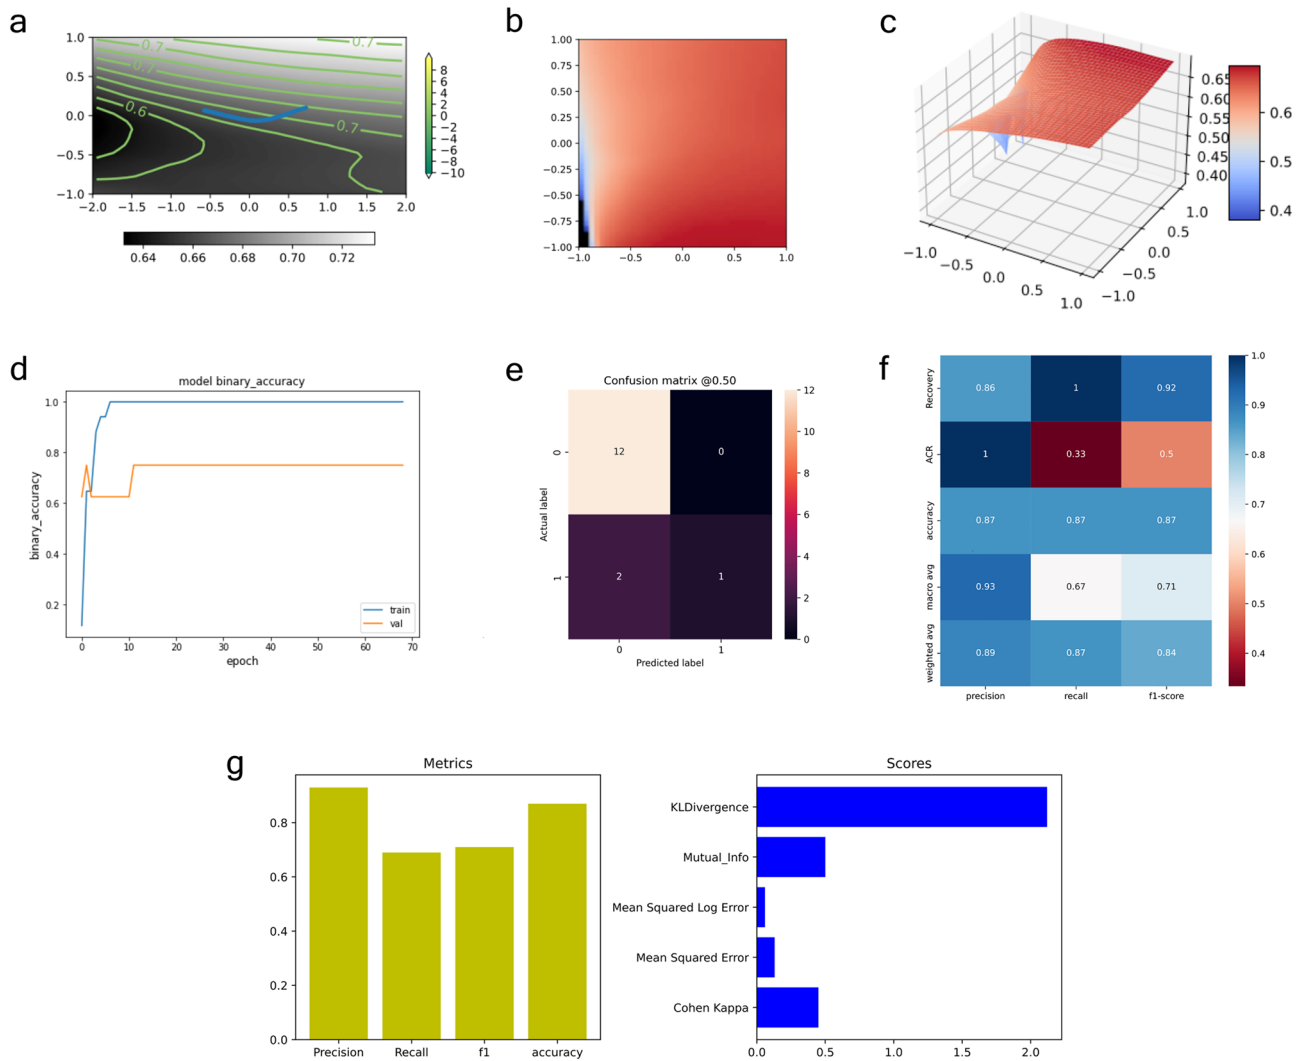 a
1.0
0.5
0.0
−0.5
−1.0
−2.0 −1.5 −1.0 −0.5 0.0 0.5 1.0 1.5 2.0
0.7
0.7
0.7
0.6
0.7
8
6
4
2
0
−2
−4
−6
−8
−10
0.64 0.66 0.68 0.70 0.72
b
1.00
0.75
0.50
0.25
0.00
−0.25
−0.50
−0.75
−1.00
−1.0 −0.5 0.0 0.5 1.0
c
0.65
0.60
0.55
0.50
0.45
0.40
1.0
0.5
0.0
−0.5
−1.0
−1.0
−0.5
0.0
0.5
1.0
0.6
0.5
0.4
d
model binary_accuracy
binary_accuracy
1.0
0.8
0.6
0.4
0.2
0 10 20 30 40 50 60 70
epoch
train
val
e
Confusion matrix @0.50
Actual label
0
1
12 0
2 1
0 1
Predicted label
12
10
8
6
4
2
0
f
Recovery 0.86 1 0.92
ACR 1 0.33 0.5
accuracy 0.87 0.87 0.87
macro avg 0.93 0.67 0.71
weighted avg 0.89 0.87 0.84
precision recall f1-score
1.0
0.9
0.8
0.7
0.6
0.5
0.4
g
Metrics
0.8
0.6
0.4
0.2
0.0
Precision Recall f1 accuracy
Scores
KLDivergence
Mutual_Info
Mean Squared Log Error
Mean Squared Error
Cohen Kappa
0.0 0.5 1.0 1.5 2.0